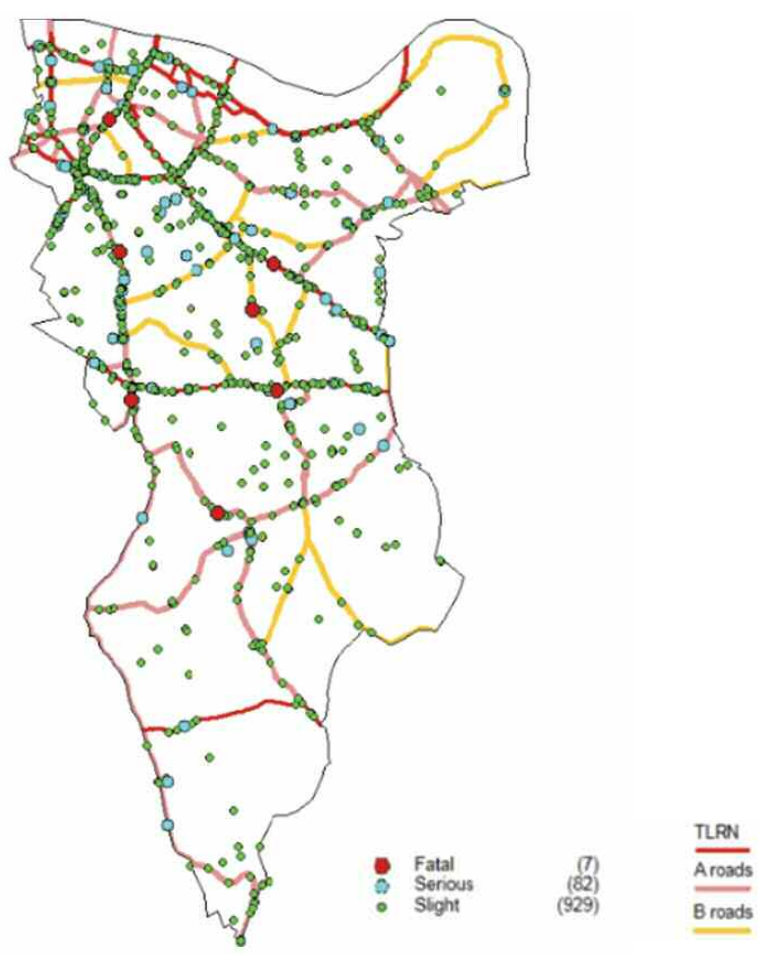 TLRN
Fatal (7)
A roads
Serious (82)
Slight (929)
B roads